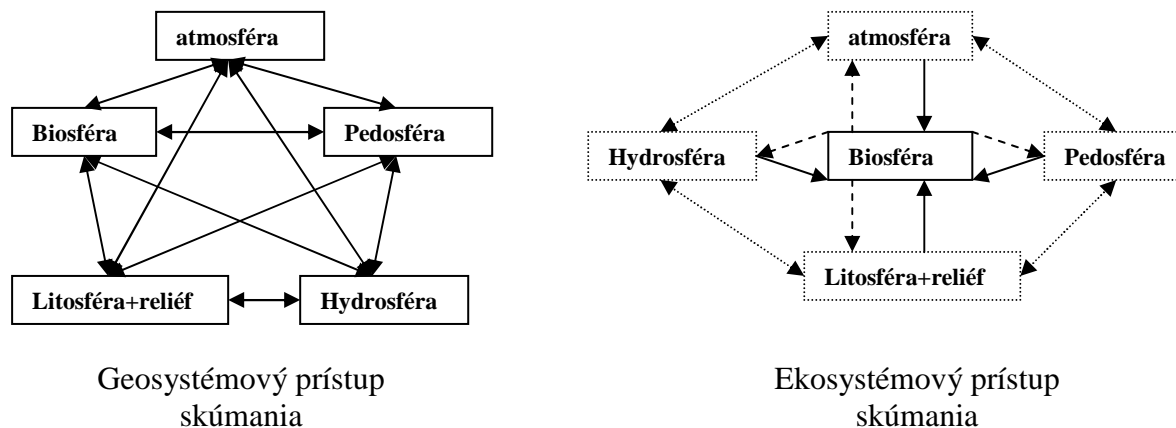 atmosféra
Biosféra
Pedosféra
Litosféra+reliéf
Hydrosféra
Geosystémový prístup
skúmania
atmosféra
Hydrosféra
Biosféra
Pedosféra
Litosféra+reliéf
Ekosystémový prístup
skúmania